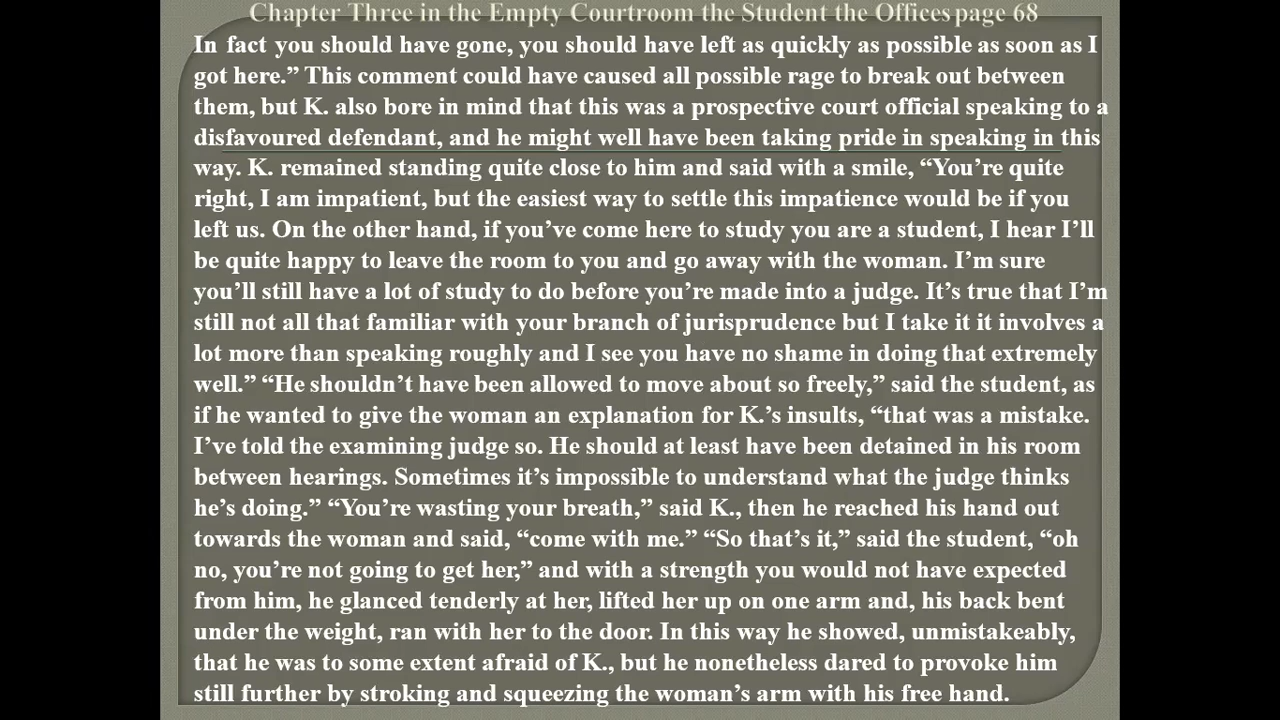 Chapter Three in the Empty Courtroom the Student the Offices page 68
In fact you should have gone, you should have left as quickly as possible as soon as I
got here.” This comment could have caused all possible rage to break out between
them, but K. also bore in mind that this was a prospective court official speaking to a
disfavoured defendant, and he might well have been taking pride in speaking in this
way. K. remained standing quite close to him and said with a smile, “You’re quite
right, I am impatient, but the easiest way to settle this impatience would be if you
left us. On the other hand, if you’ve come here to study you are a student, I hear I’ll
be quite happy to leave the room to you and go away with the woman. I’m sure
you’ll still have a lot of study to do before you’re made into a judge. It’s true that I’m
still not all that familiar with your branch of jurisprudence but I take it it involves a
lot more than speaking roughly and I see you have no shame in doing that extremely
well.” “He shouldn’t have been allowed to move about so freely,” said the student, as
if he wanted to give the woman an explanation for K.’s insults, “that was a mistake.
I’ve told the examining judge so. He should at least have been detained in his room
between hearings. Sometimes it’s impossible to understand what the judge thinks
he’s doing.” “You’re wasting your breath,” said K., then he reached his hand out
towards the woman and said, “come with me.” “So that’s it,” said the student, “oh
no, you’re not going to get her,” and with a strength you would not have expected
from him, he glanced tenderly at her, lifted her up on one arm and, his back bent
under the weight, ran with her to the door. In this way he showed, unmistakeably,
that he was to some extent afraid of K., but he nonetheless dared to provoke him
still further by stroking and squeezing the woman’s arm with his free hand.